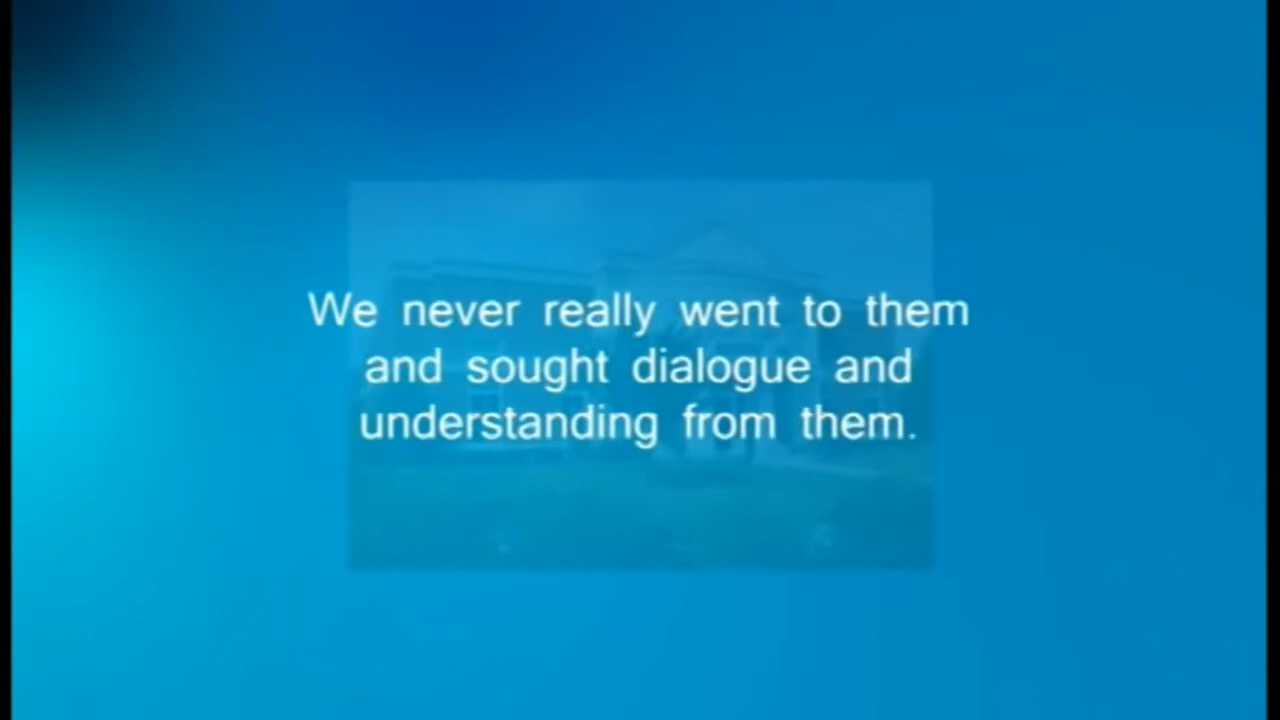 We never really went to them
and sought dialogue and
understanding from them.